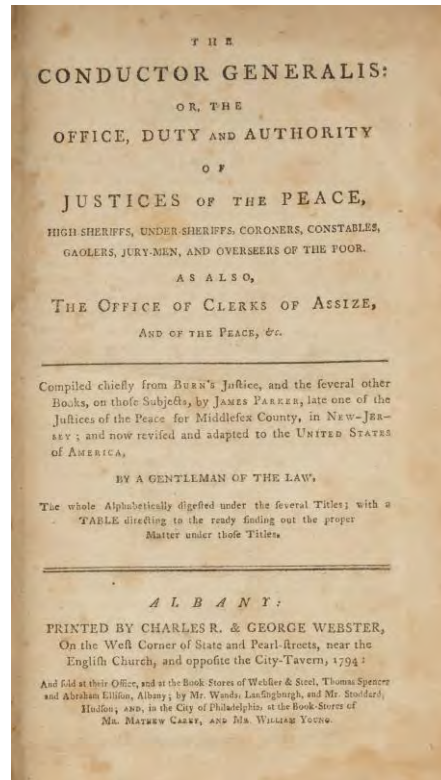 THE
CONDUCTOR GENERALIS:
OR, THE
OFFICE, DUTY AND AUTHORITY
OF
JUSTICES OF THE PEACE,
HIGH-SHERIFFS, UNDER-SHERIFFS, CORONERS, CONSTABLES,
GAOLERS, JURY-MEN, AND OVERSEERS OF THE POOR.
AS ALSO,
THE OFFICE OF CLERKS OF ASSIZE,
AND OF THE PEACE, &c.
Compiled chiefly from BURN'S Juſtice, and the ſeveral other
Books, on thoſe Subjects, by JAMES PARKER, late one of the
Juſtices of the Peace for Middleſex County, in NEW-JER-
SEY; and now reviſed and adapted to the UNITED STATES
of AMERICA,
BY A GENTLEMAN OF THE LAW,
The whole Alphabetically digeſted under the ſeveral Titles; with a
TABLE directing to the ready finding out the proper
Matter under thoſe Titles.
ALBANY:
PRINTED BY CHARLES R. & GEORGE WEBSTER,
On the Weſt Corner of State and Pearl-ſtreets, near the
Engliſh Church, and oppoſite the City-Tavern, 1794:
And ſold at their Office, and at the Book-Stores of Webſter & Steel, Thomas Spencer
and Abraham Elliſon, Albany; by Mr. Wands, Lanſingburgh, and Mr. Stoddard,
Hudſon; AND, in the City of Philadelphia, at the Book-Stores of
MR. MATHEW CAREY, AND MR. WILLIAM YOUNG.